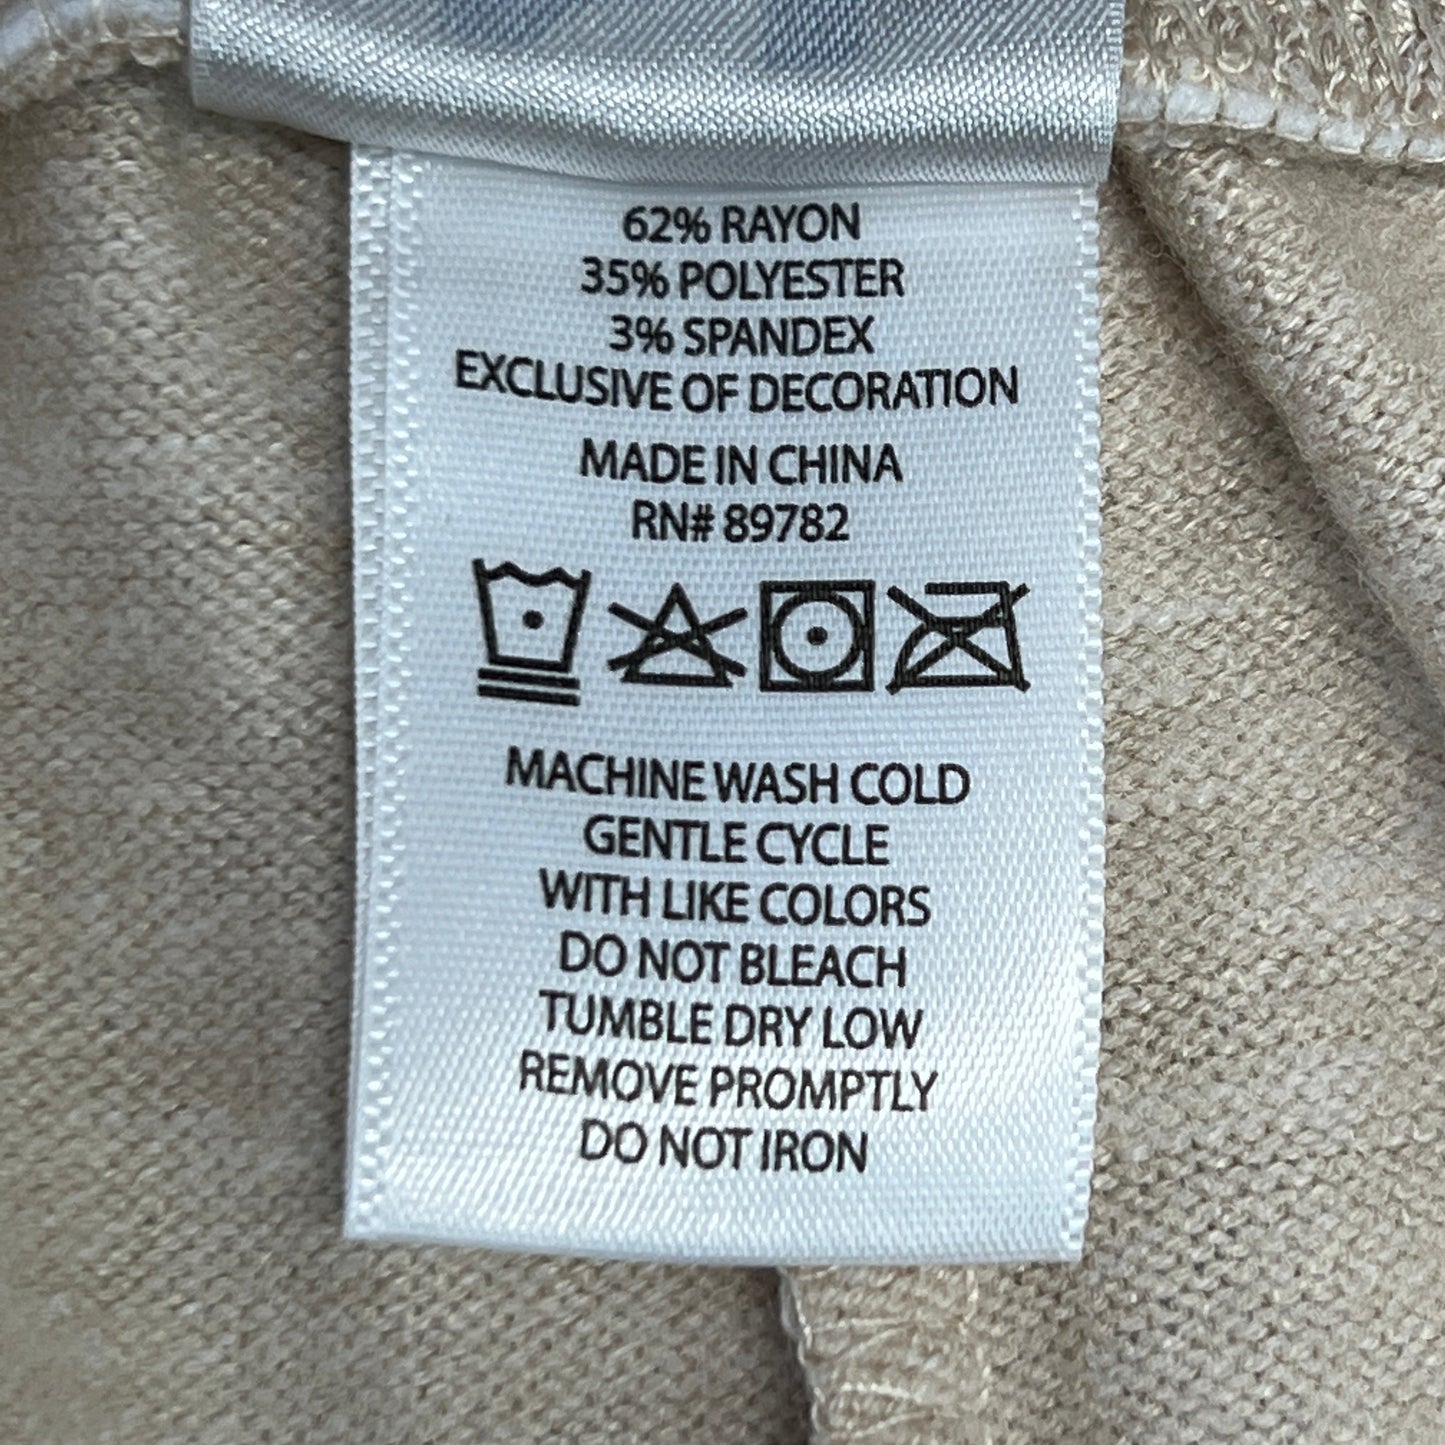 62% RAYON
35% POLYESTER
3% SPANDEX
EXCLUSIVE OF DECORATION
MADE IN CHINA
RN# 89782
MACHINE WASH COLD
GENTLE CYCLE
WITH LIKE COLORS
DO NOT BLEACH
TUMBLE DRY LOW
REMOVE PROMPTLY
DO NOT IRON